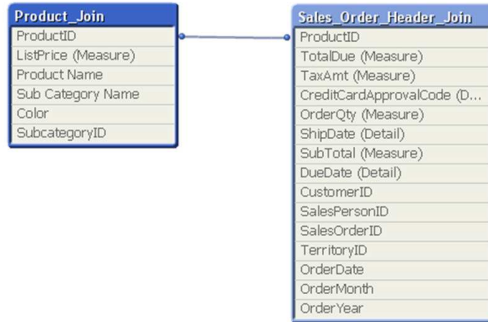 Product_Join
ProductID
ListPrice (Measure)
Product Name
Sub Category Name
Color
SubcategoryID
Sales_Order_Header_Join
ProductID
TotalDue (Measure)
TaxAmt (Measure)
CreditCardApprovalCode (D...
OrderQty (Measure)
ShipDate (Detail)
SubTotal (Measure)
DueDate (Detail)
CustomerID
SalesPersonID
SalesOrderID
TerritoryID
OrderDate
OrderMonth
OrderYear